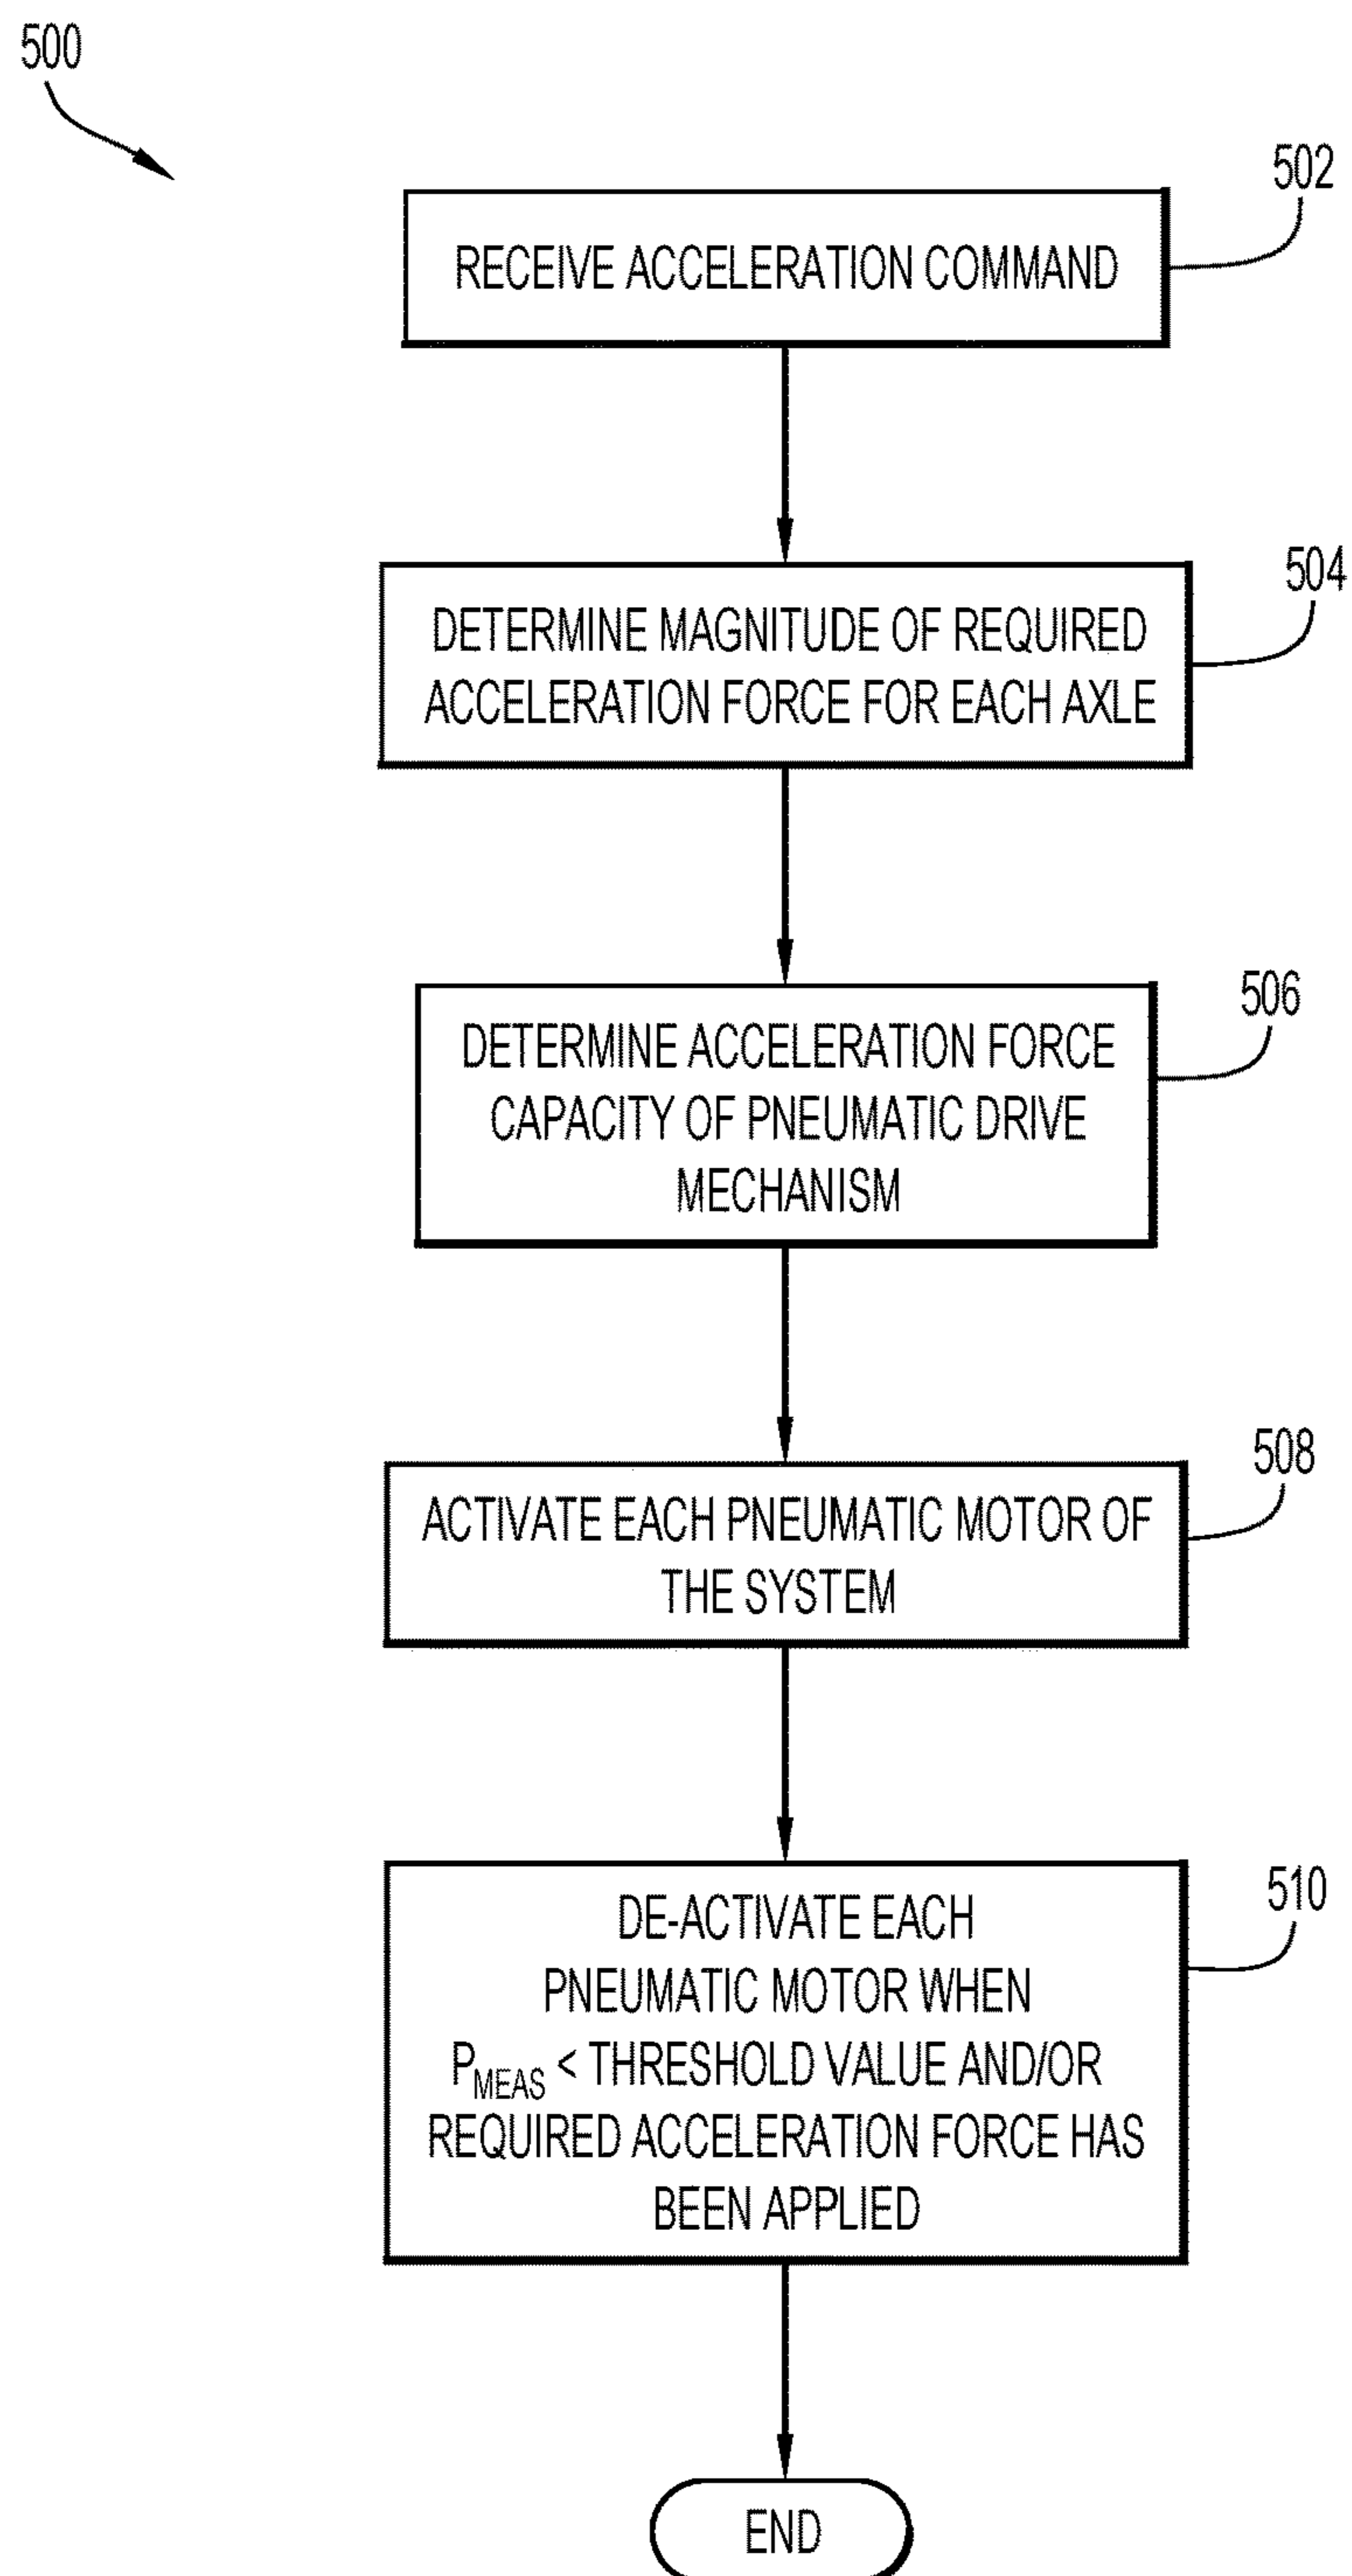 500
502
RECEIVE ACCELERATION COMMAND
504
DETERMINE MAGNITUDE OF REQUIRED
ACCELERATION FORCE FOR EACH AXLE
506
DETERMINE ACCELERATION FORCE
CAPACITY OF PNEUMATIC DRIVE
MECHANISM
508
ACTIVATE EACH PNEUMATIC MOTOR OF
THE SYSTEM
510
DE-ACTIVATE EACH
PNEUMATIC MOTOR WHEN
PMEAS < THRESHOLD VALUE AND/OR
REQUIRED ACCELERATION FORCE HAS
BEEN APPLIED
END